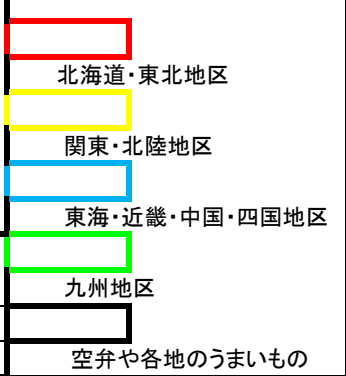 北海道・東北地区
関東・北陸地区
東海・近畿・中国・四国地区
九州地区
空弁や各地のうまいもの